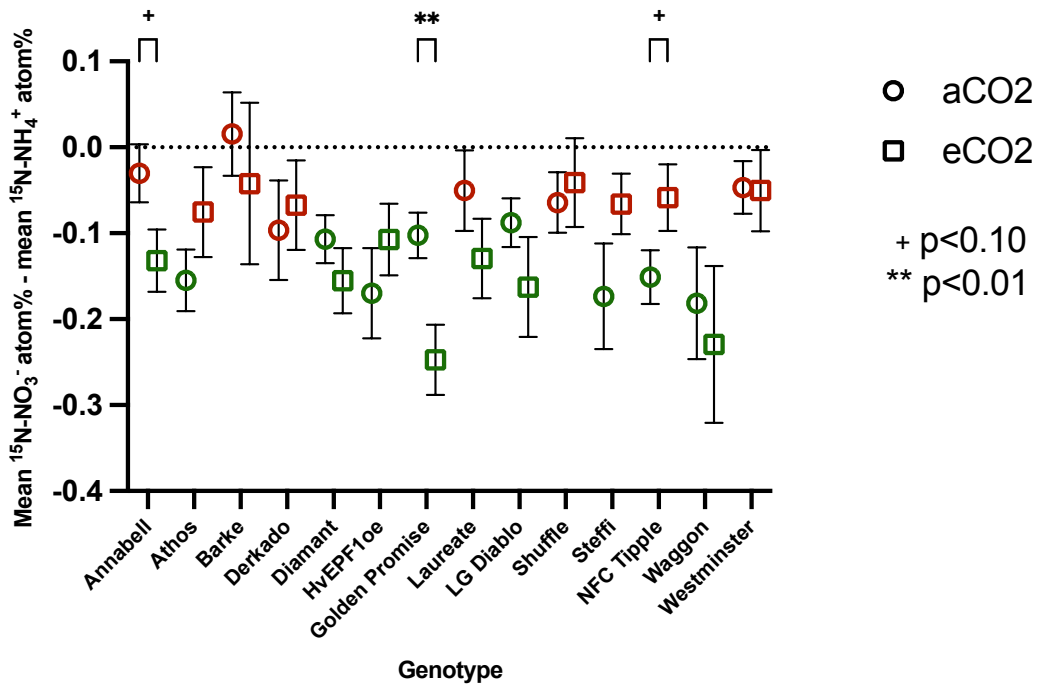 + ** +
Mean ¹⁵N-NO₃⁻ atom% - mean ¹⁵N-NH₄⁺ atom%
0.1
0.0
-0.1
-0.2
-0.3
-0.4
Annabell
Athos
Barke
Derkado
Diamant
HvEPF1oe
Golden Promise
Laureate
LG Diablo
Shuffle
Steffi
NFC Tipple
Waggon
Westminster
Genotype
aCO2
eCO2
+ p<0.10
** p<0.01